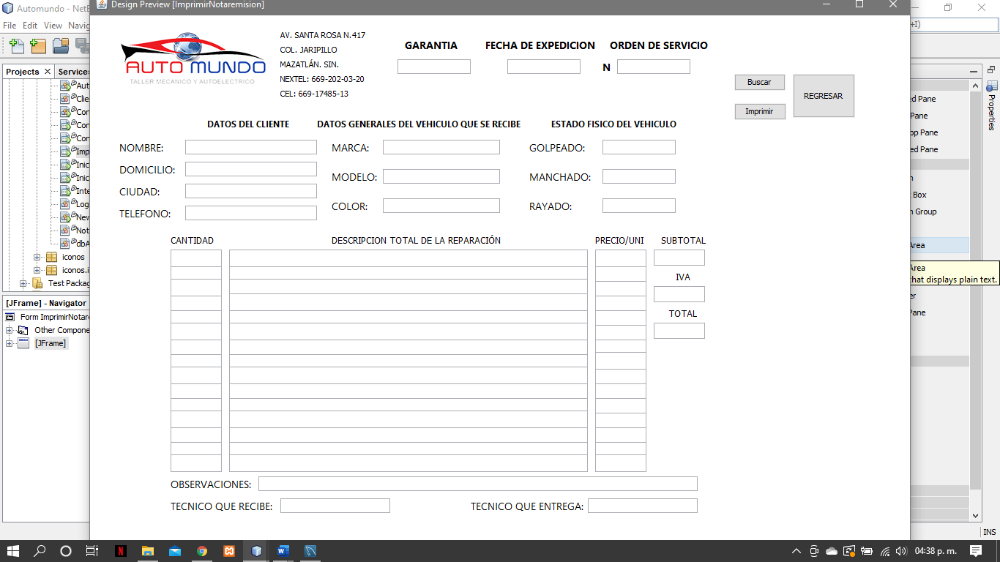 Automundo - NetB
Design Preview [ImprimirNotaremision]
File Edit View Navig
+I)
Projects
Services
Aut
Clie
Con
Con
Con
Imp
Inic
Inic
Inte
Logi
New
Not
dbA
iconos
iconos.i
Test Packag
[JFrame] - Navigator
Form ImprimirNotare
Other Compone
[JFrame]
AUTO MUNDO
TALLER MECANICO Y AUTOELECTRICO
AV. SANTA ROSA N.417
COL. JARIPILLO
MAZATLÁN. SIN.
NEXTEL: 669-202-03-20
CEL: 669-17485-13
GARANTIA
FECHA DE EXPEDICION
ORDEN DE SERVICIO
N
Buscar
Imprimir
REGRESAR
DATOS DEL CLIENTE
DATOS GENERALES DEL VEHICULO QUE SE RECIBE
ESTADO FISICO DEL VEHICULO
NOMBRE:
MARCA:
GOLPEADO:
DOMICILIO:
MODELO:
MANCHADO:
CIUDAD:
COLOR:
RAYADO:
TELEFONO:
CANTIDAD
DESCRIPCION TOTAL DE LA REPARACIÓN
PRECIO/UNI
SUBTOTAL
IVA
TOTAL
OBSERVACIONES:
TECNICO QUE RECIBE:
TECNICO QUE ENTREGA:
ed Pane
Pane
op Pane
ed Pane
n
Box
n Group
Area
Area
that displays plain text.
er
Pane
Properties
INS
04:38 p. m.